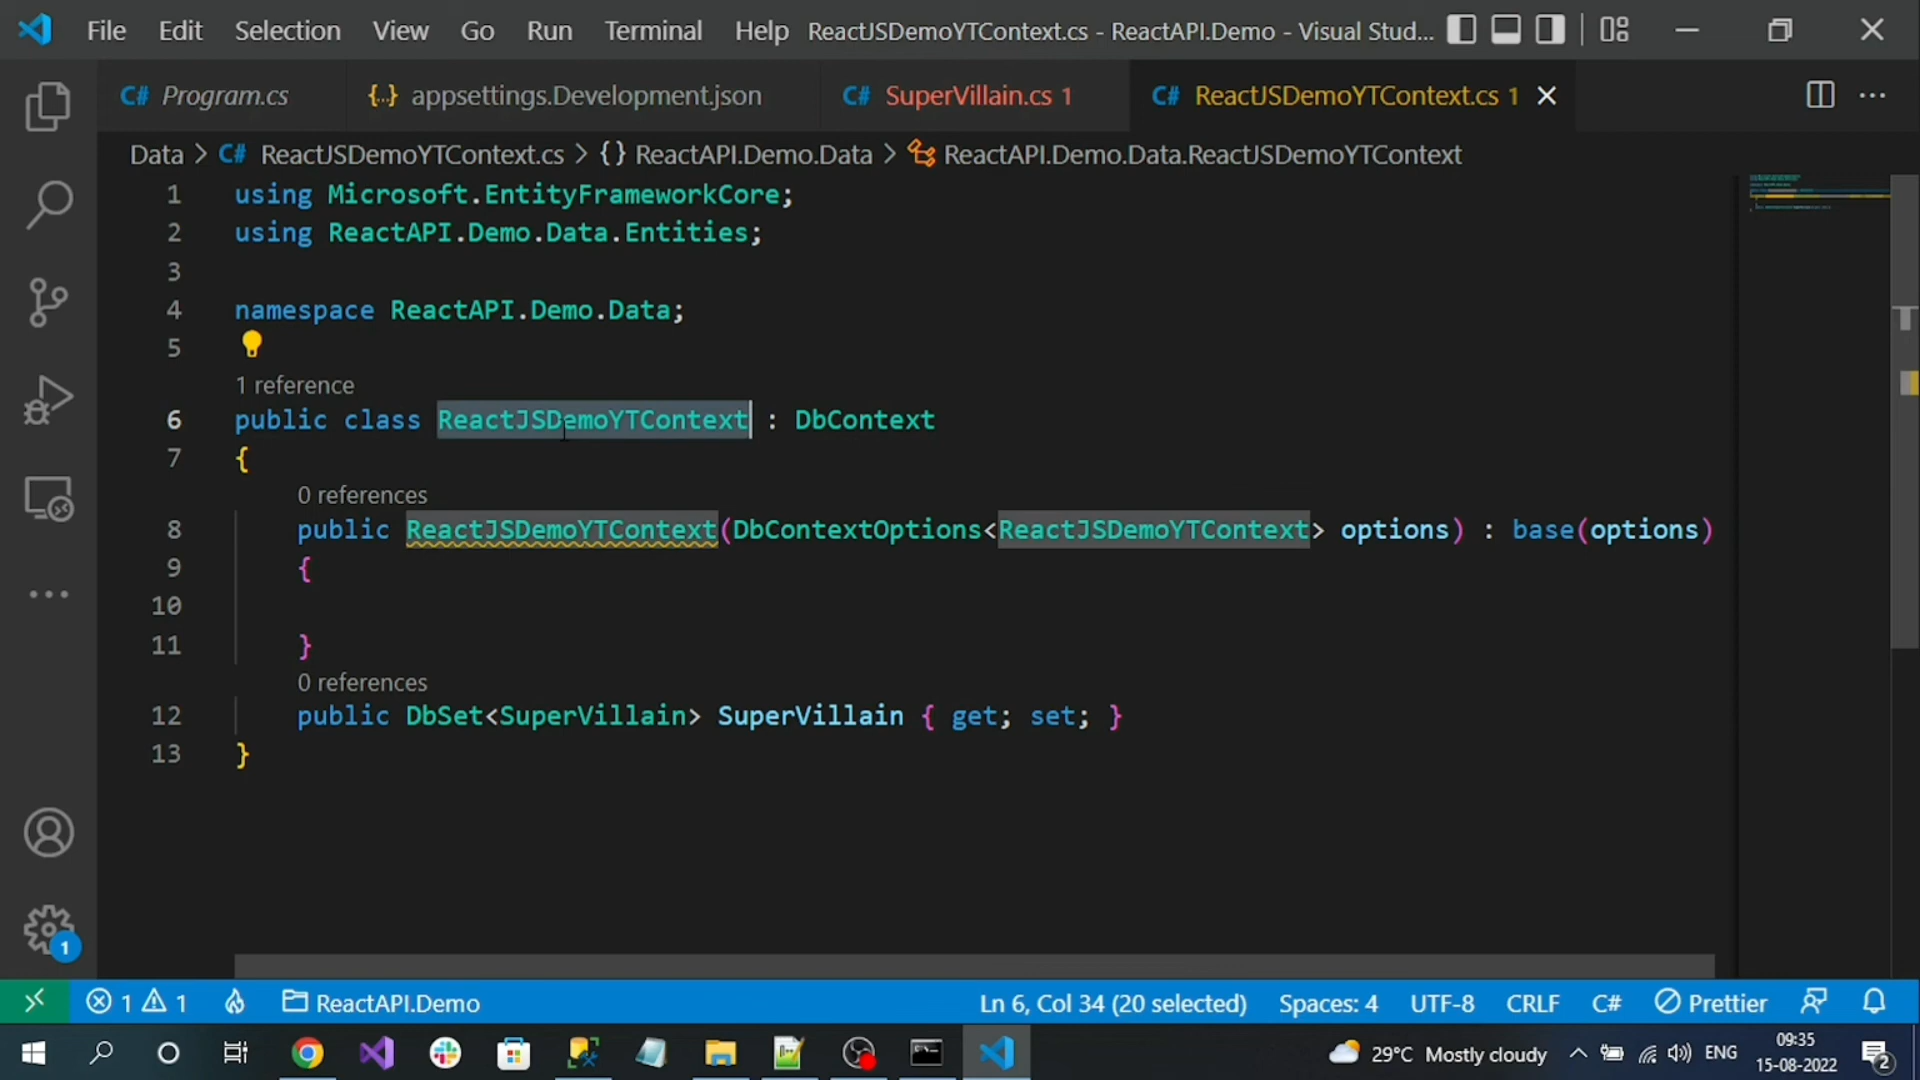 File Edit Selection View Go Run Terminal Help ReactJSDemoYTContext.cs - ReactAPI.Demo - Visual Stud...
C# Program.cs {..} appsettings.Development.json C# SuperVillain.cs 1 C# ReactJSDemoYTContext.cs 1
Data > C# ReactJSDemoYTContext.cs > {} ReactAPI.Demo.Data > ReactAPI.Demo.Data.ReactJSDemoYTContext
1 using Microsoft.EntityFrameworkCore;
2 using ReactAPI.Demo.Data.Entities;
3
4 namespace ReactAPI.Demo.Data;
5
1 reference
6 public class ReactJSDemoYTContext : DbContext
7 {
0 references
8 public ReactJSDemoYTContext(DbContextOptions<ReactJSDemoYTContext> options) : base(options)
9 {
10
11 }
0 references
12 public DbSet<SuperVillain> SuperVillain { get; set; }
13 }
1
1 1 ReactAPI.Demo Ln 6, Col 34 (20 selected) Spaces: 4 UTF-8 CRLF C# Prettier
29°C Mostly cloudy ENG 09:35
15-08-2022 2